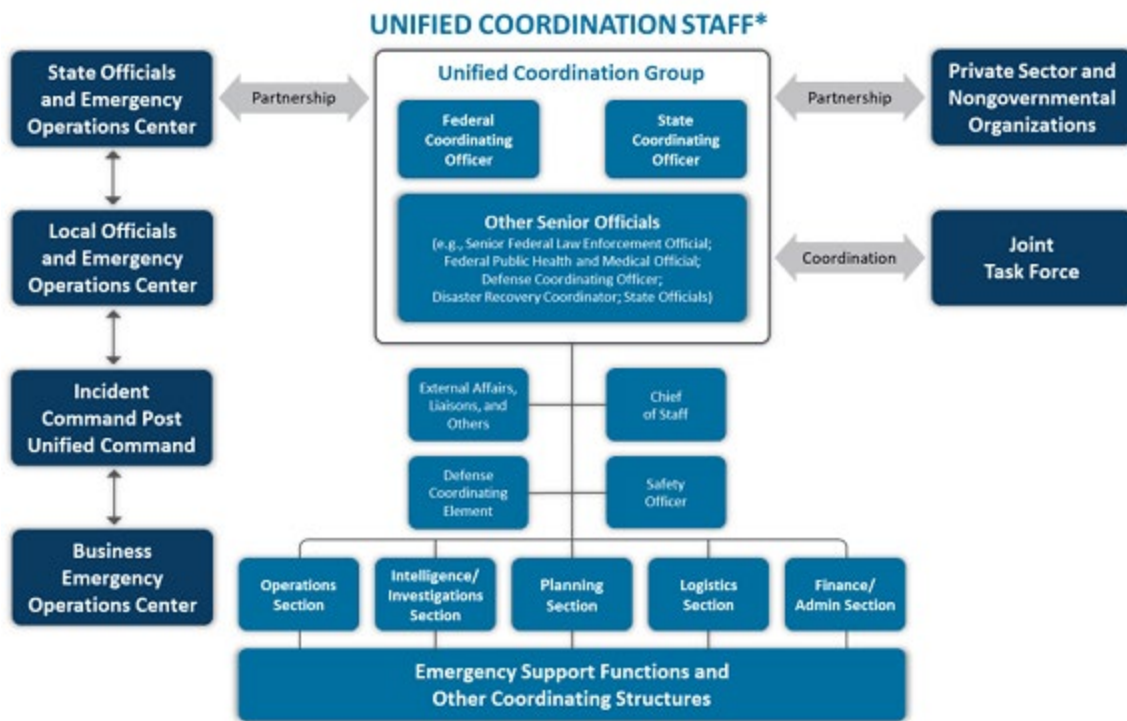 UNIFIED COORDINATION STAFF*
State Officials
and Emergency
Operations Center
Partnership
Unified Coordination Group
Federal
Coordinating
Officer
State
Coordinating
Officer
Partnership
Private Sector and
Nongovernmental
Organizations
Local Officials
and Emergency
Operations Center
Other Senior Officials
(e.g., Senior Federal Law Enforcement Official;
Federal Public Health and Medical Official;
Defense Coordinating Officer;
Disaster Recovery Coordinator; State Officials)
Coordination
Joint
Task Force
Incident
Command Post
Unified Command
External Affairs,
Liaisons, and
Others
Chief
of Staff
Defense
Coordinating
Element
Safety
Officer
Business
Emergency
Operations Center
Operations
Section
Intelligence/
Investigations
Section
Planning
Section
Logistics
Section
Finance/
Admin Section
Emergency Support Functions and
Other Coordinating Structures